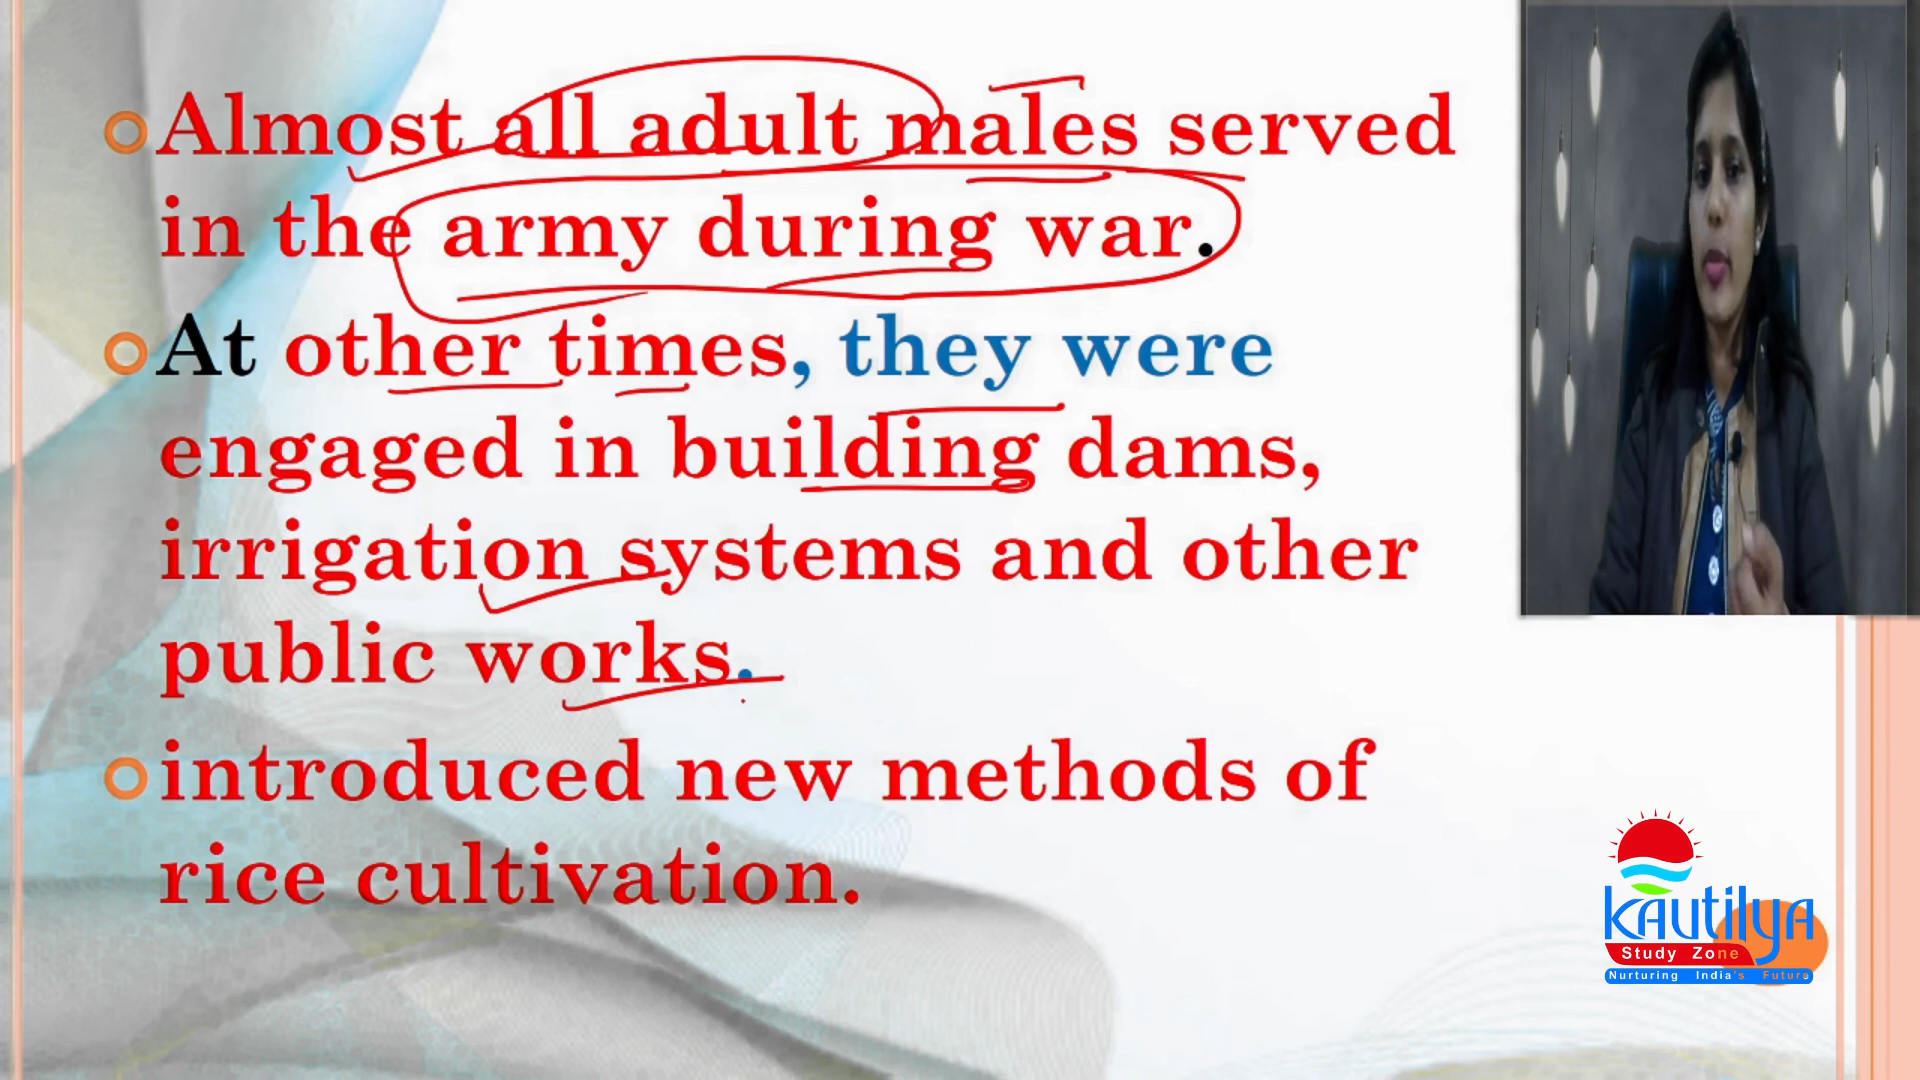 Almost all adult males served
in the army during war.
At other times, they were
engaged in building dams,
irrigation systems and other
public works.
introduced new methods of
rice cultivation.
kAutilyA
Study Zone
Nurturing India's Future